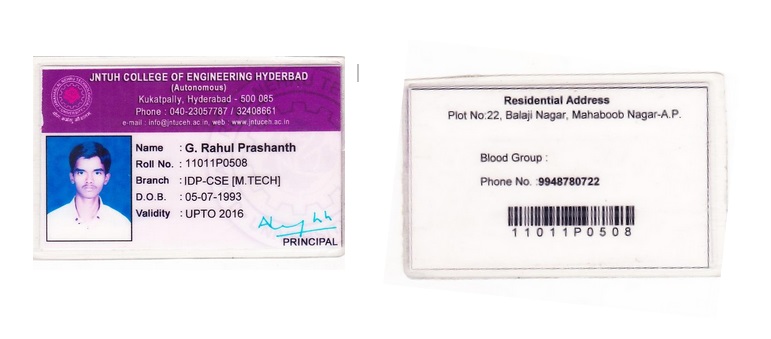 JNTUH COLLEGE OF ENGINEERING HYDERBAD
(Autonomous)
Kukatpally, Hyderabad - 500 085
Phone : 040-23057787 / 32408661
e-mail : info@jntuceh.ac.in, web : www.jntuceh.ac.in
Name : G. Rahul Prashanth
Roll No. : 11011P0508
Branch : IDP-CSE [M.TECH]
D.O.B. : 05-07-1993
Validity : UPTO 2016
PRINCIPAL
Residential Address
Plot No:22, Balaji Nagar, Mahaboob Nagar-A.P.
Blood Group :
Phone No. :9948780722
11011P0508